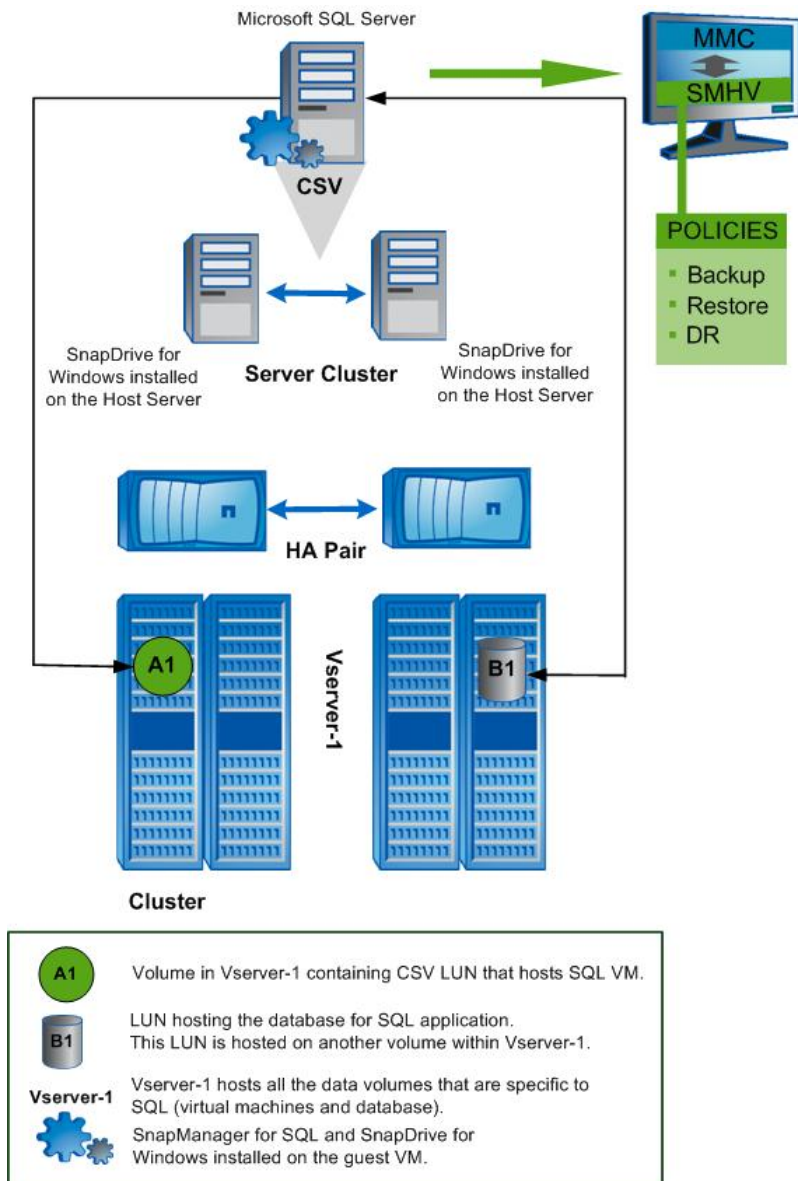 Microsoft SQL Server
MMC
SMHV
CSV
POLICIES
▪ Backup
▪ Restore
▪ DR
SnapDrive for
Windows installed
on the Host Server
Server Cluster
SnapDrive for
Windows installed
on the Host Server
HA Pair
A1
Vserver-1
B1
Cluster
A1
Volume in Vserver-1 containing CSV LUN that hosts SQL VM.
B1
LUN hosting the database for SQL application.
This LUN is hosted on another volume within Vserver-1.
Vserver-1
Vserver-1 hosts all the data volumes that are specific to
SQL (virtual machines and database).
SnapManager for SQL and SnapDrive for
Windows installed on the guest VM.